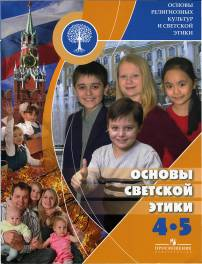 ОСНОВЫ
РЕЛИГИОЗНЫХ
КУЛЬТУР
И СВЕТСКОЙ
ЭТИКИ
ОСНОВЫ
СВЕТСКОЙ
ЭТИКИ
4•5
ПРОСВЕЩЕНИЕ